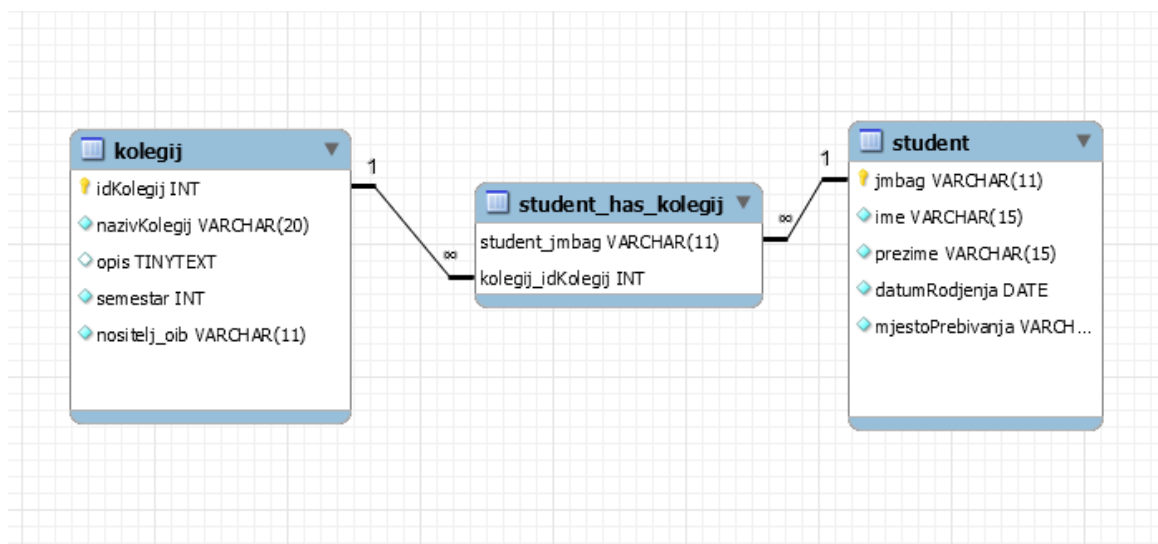 kolegij
idKolegij INT
nazivKolegij VARCHAR(20)
opis TINYTEXT
semestar INT
nositelj_oib VARCHAR(11)
1
∞
student_has_kolegij
student_jmbag VARCHAR(11)
kolegij_idKolegij INT
∞
1
student
jmbag VARCHAR(11)
ime VARCHAR(15)
prezime VARCHAR(15)
datumRodjenja DATE
mjestoPrebivanja VARCH...